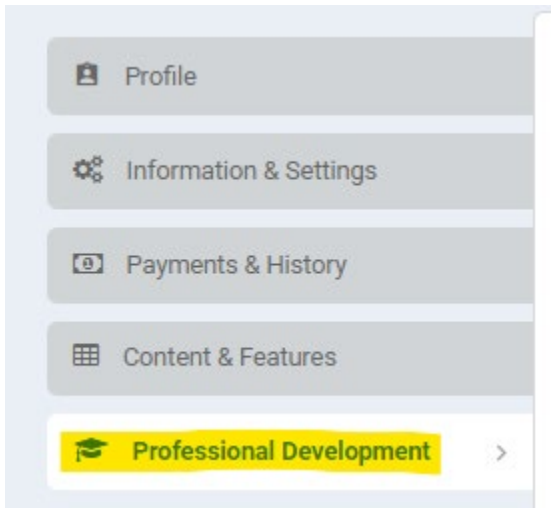 Profile
Information & Settings
Payments & History
Content & Features
Professional Development